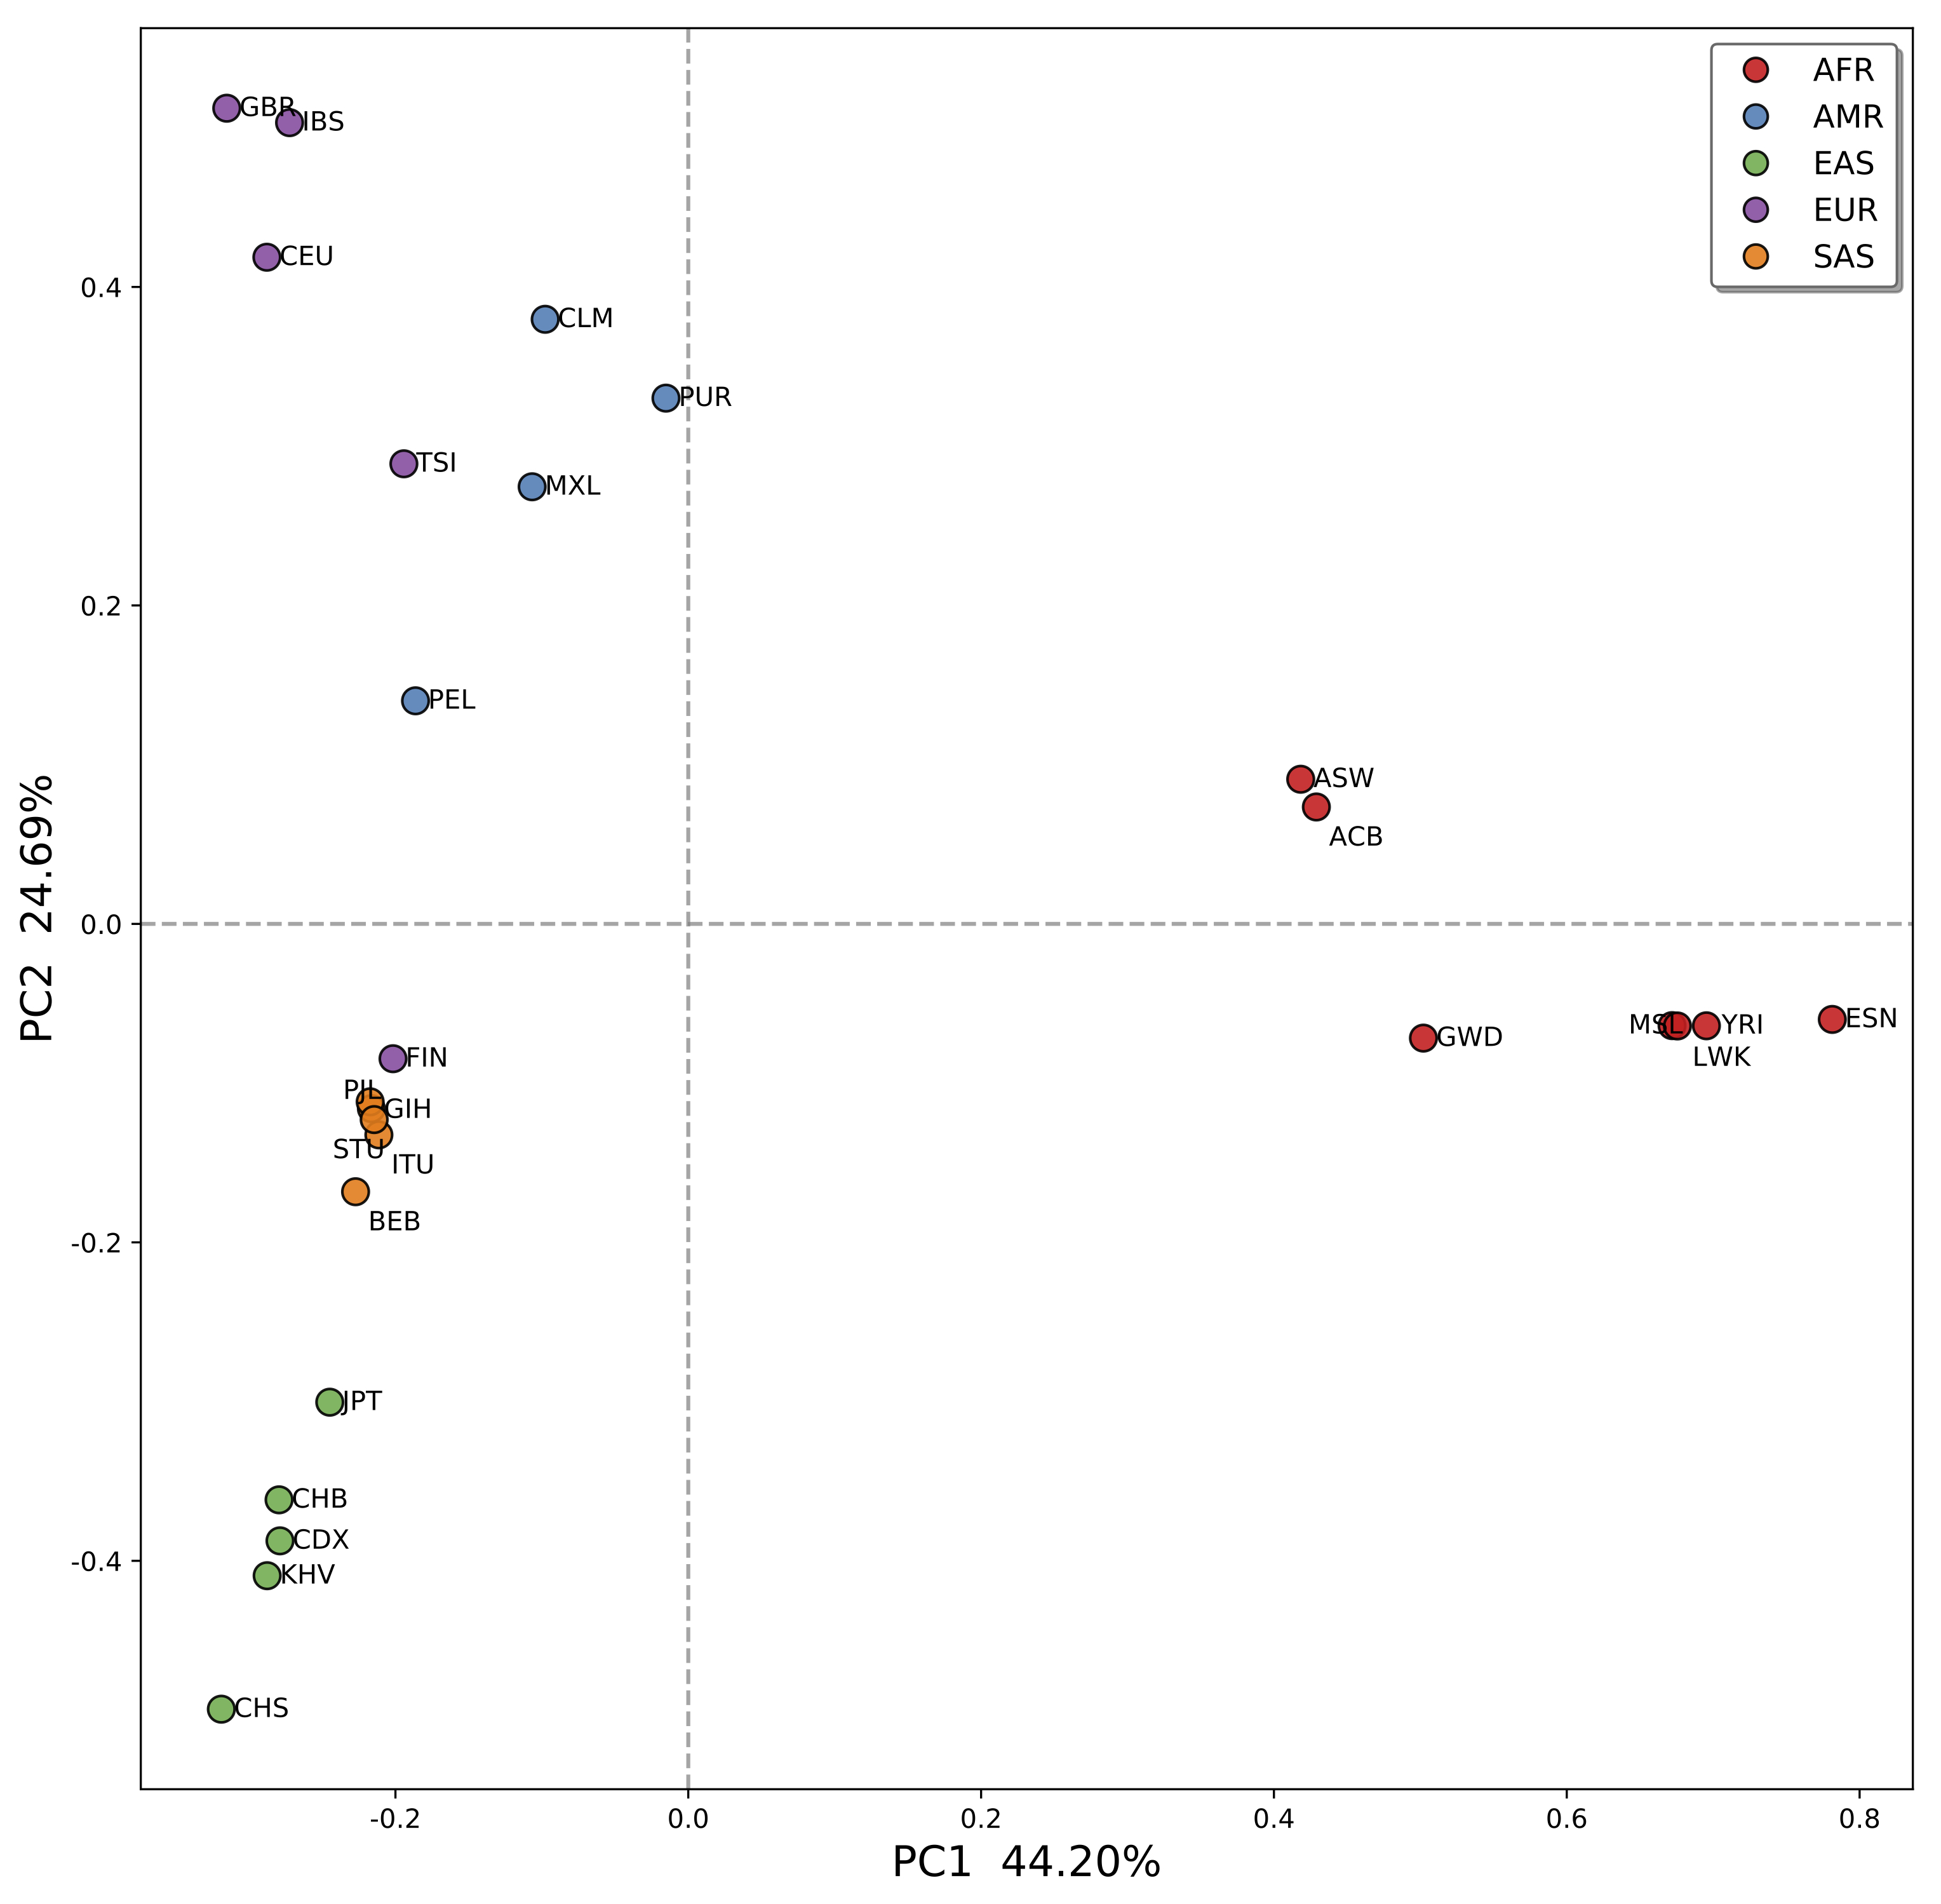 AFR
AMR
EAS
EUR
SAS
GBR
IBS
CEU
CLM
PUR
TSI
MXL
PEL
ASW
ACB
ESN
MSL
YRI
GWD
LWK
FIN
PJL
GIH
STU
ITU
BEB
JPT
CHB
CDX
KHV
CHS
0.4
0.2
0.0
-0.2
-0.4
PC2 24.69%
-0.2
0.0
0.2
0.4
0.6
0.8
PC1 44.20%